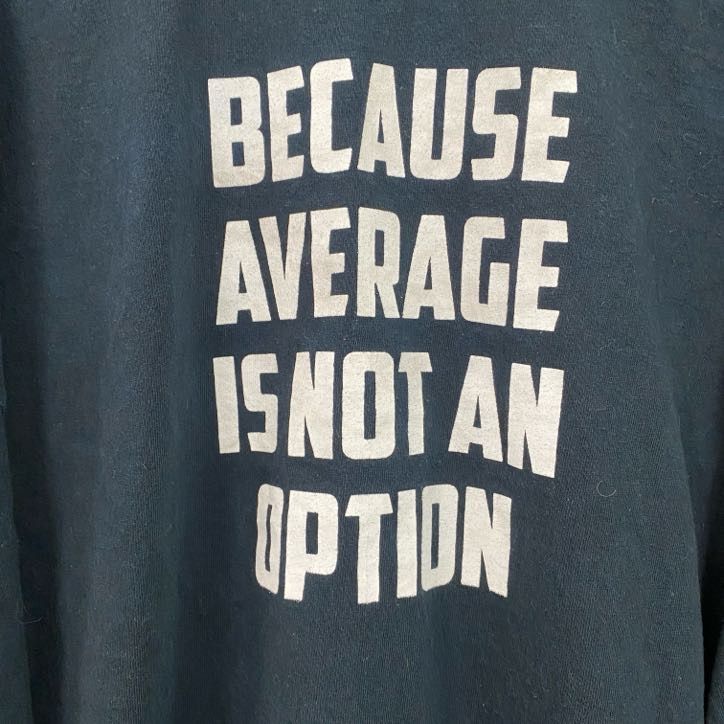 BECAUSE
AVERAGE
IS NOT AN
OPTION